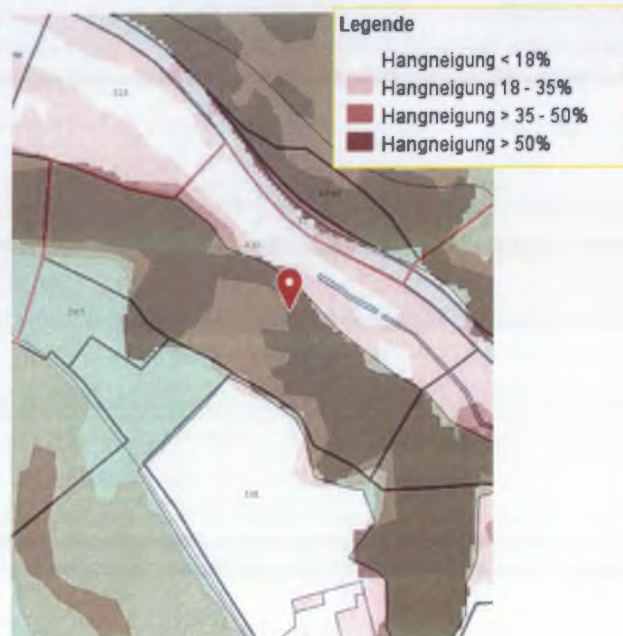 Legende
Hangneigung < 18%
Hangneigung 18 - 35%
Hangneigung > 35 - 50%
Hangneigung > 50%